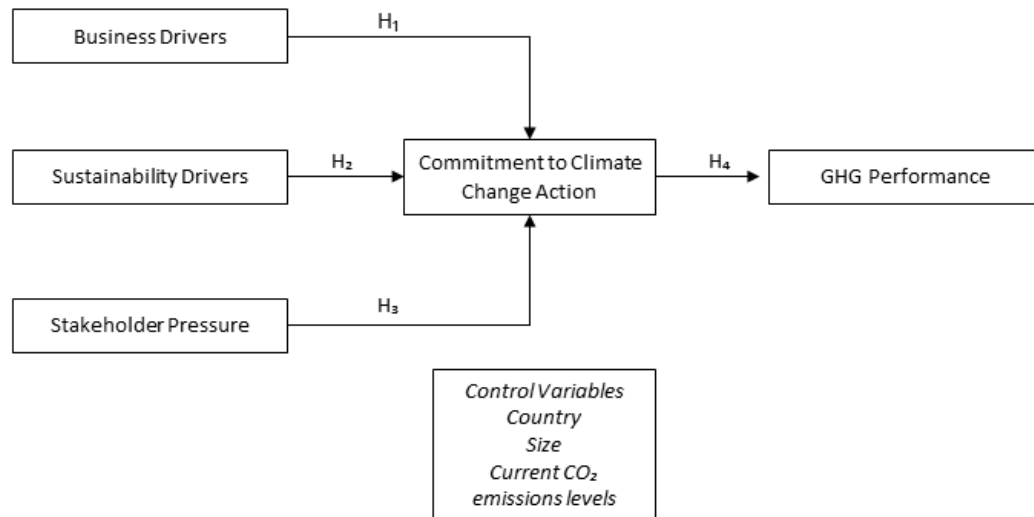 H₁
Business Drivers
Sustainability Drivers
H₂
Commitment to Climate
Change Action
H₄
GHG Performance
H₃
Stakeholder Pressure
Control Variables
Country
Size
Current CO₂
emissions levels